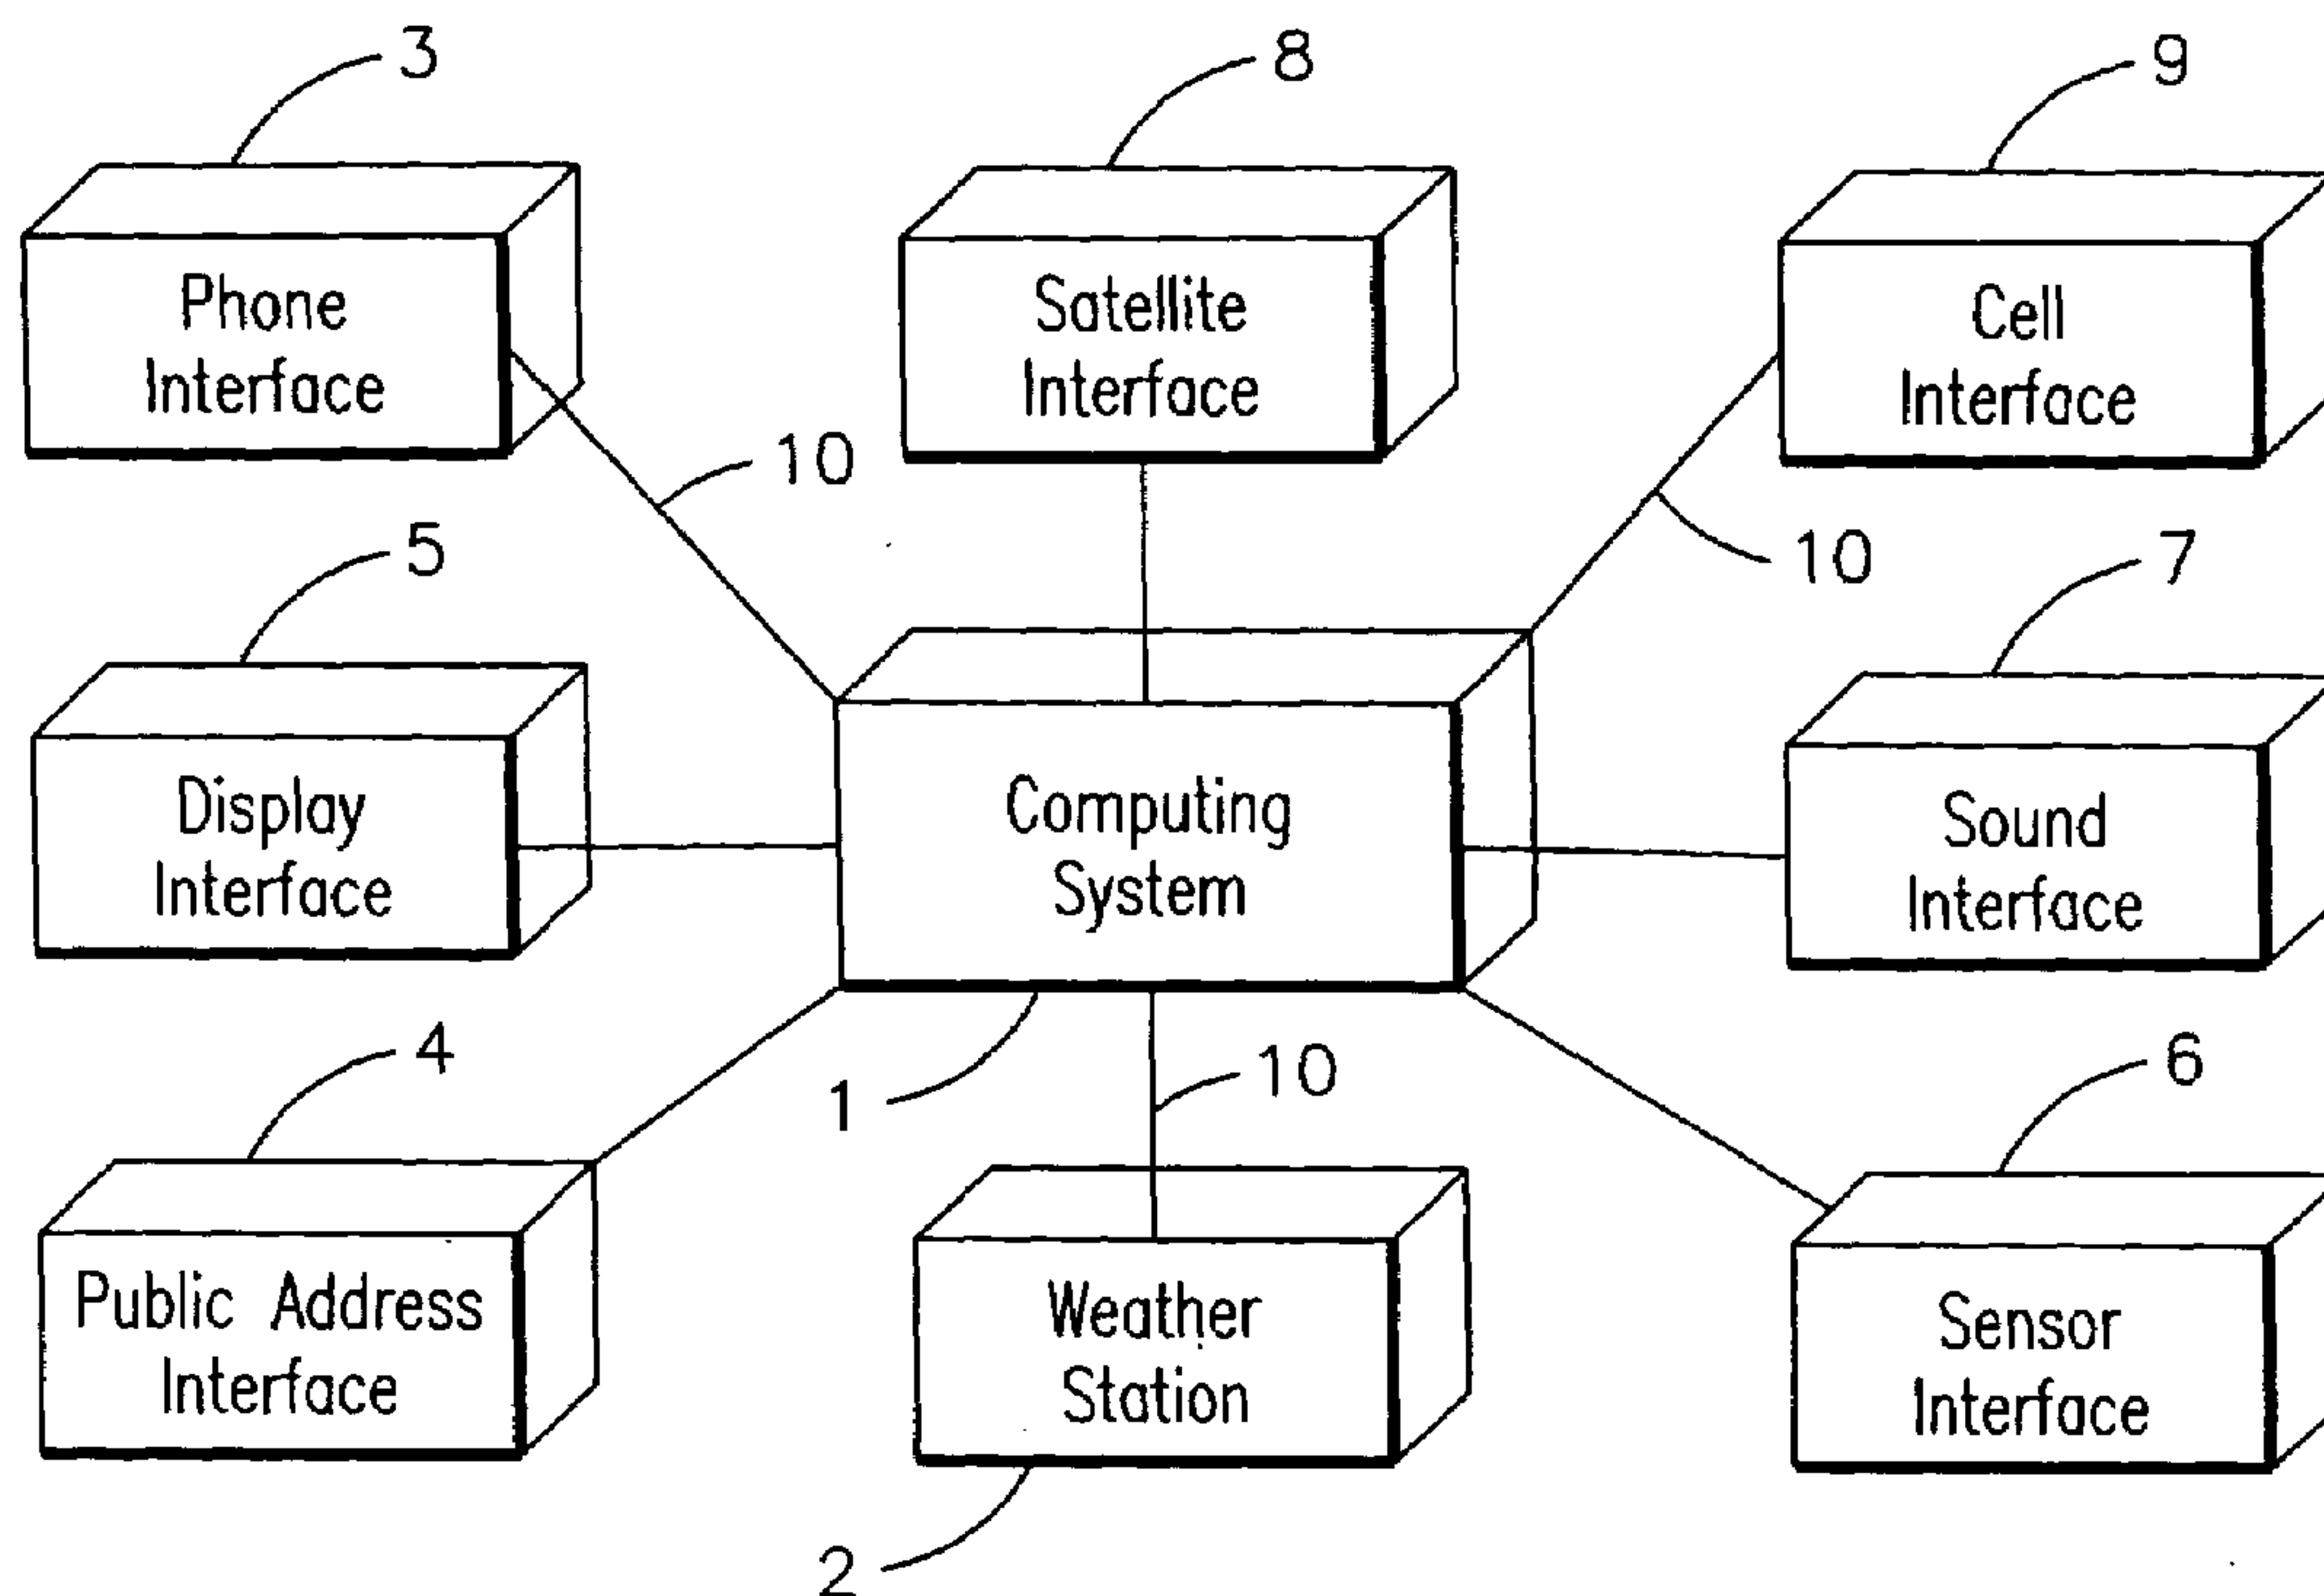 3
8
9
Phone
Interface
Satellite
Interface
Cell
Interface
10
10
5
7
Display
Interface
Computing
System
Sound
Interface
4
1
10
6
Public Address
Interface
Weather
Station
Sensor
Interface
2